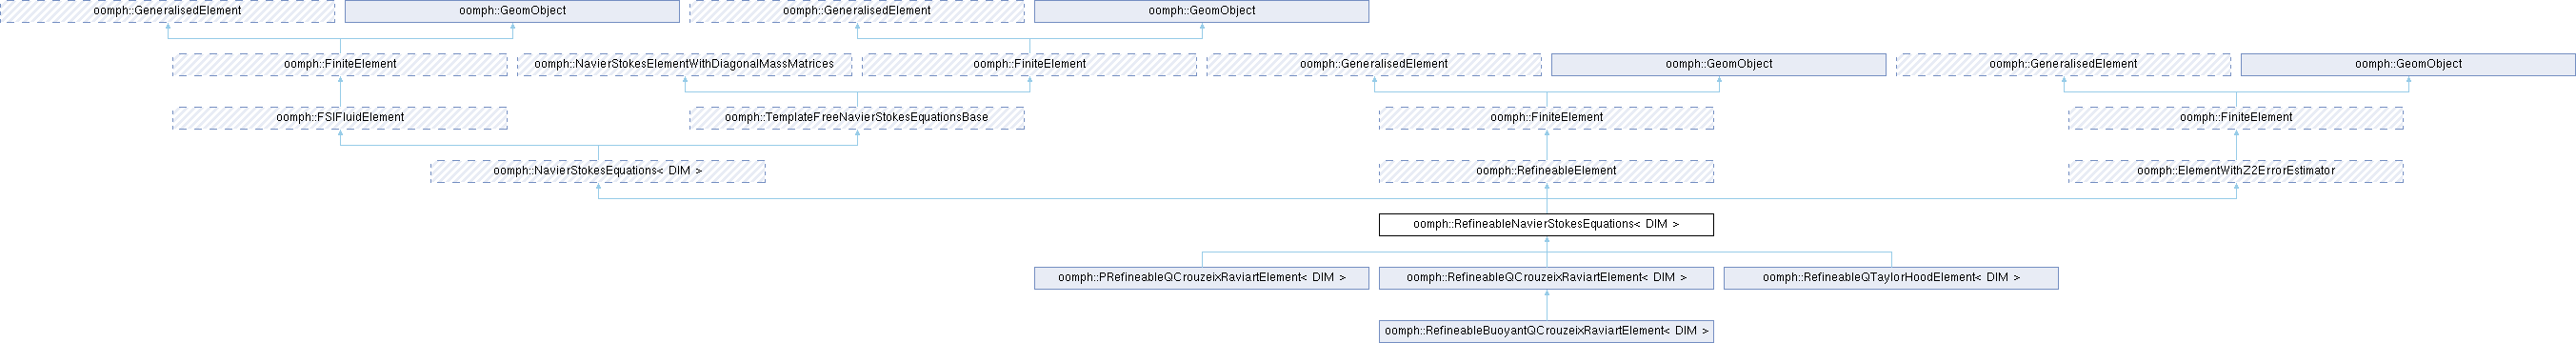 oomph::GeneralisedElement
oomph::GeomObject
oomph::GeneralisedElement
oomph::GeomObject
oomph::FiniteElement
oomph::NavierStokesElementWithDiagonalMassMatrices
oomph::FiniteElement
oomph::GeneralisedElement
oomph::GeomObject
oomph::GeneralisedElement
oomph::GeomObject
oomph::FSIFluidElement
oomph::TemplateFreeNavierStokesEquationsBase
oomph::FiniteElement
oomph::FiniteElement
oomph::NavierStokesEquations< DIM >
oomph::RefineableElement
oomph::ElementWithZ2ErrorEstimator
oomph::RefineableNavierStokesEquations< DIM >
oomph::PRefineableQCrouzeixRaviartElement< DIM >
oomph::RefineableQCrouzeixRaviartElement< DIM >
oomph::RefineableQTaylorHoodElement< DIM >
oomph::RefineableBuoyantQCrouzeixRaviartElement< DIM >